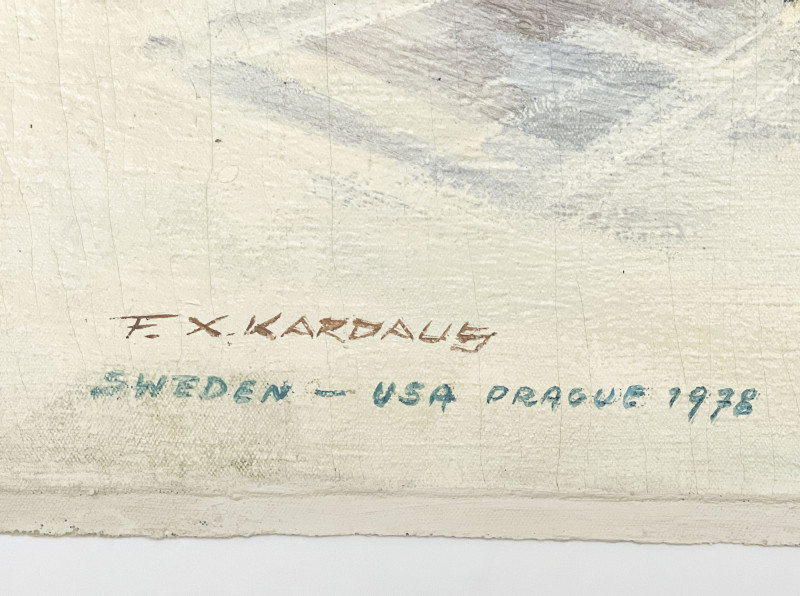 F. X. KARDAUS
SWEDEN — USA PRAGUE 1978